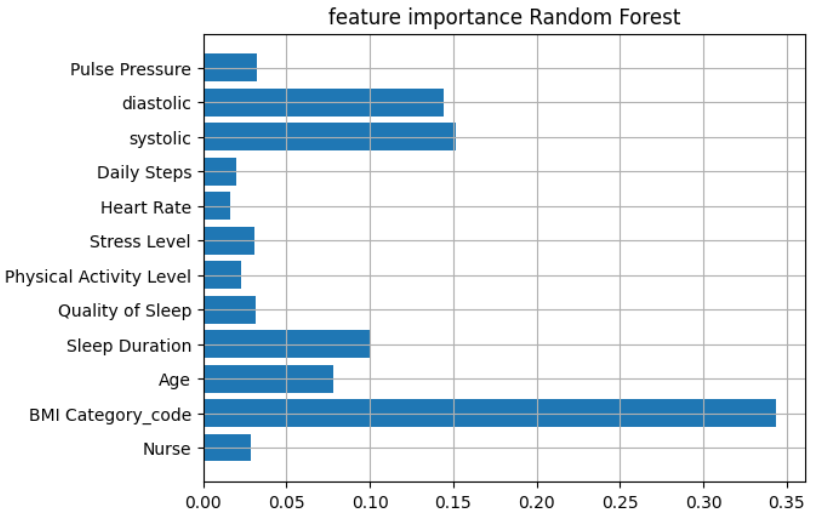 feature importance Random Forest
Pulse Pressure
diastolic
systolic
Daily Steps
Heart Rate
Stress Level
Physical Activity Level
Quality of Sleep
Sleep Duration
Age
BMI Category_code
Nurse
0.00 0.05 0.10 0.15 0.20 0.25 0.30 0.35